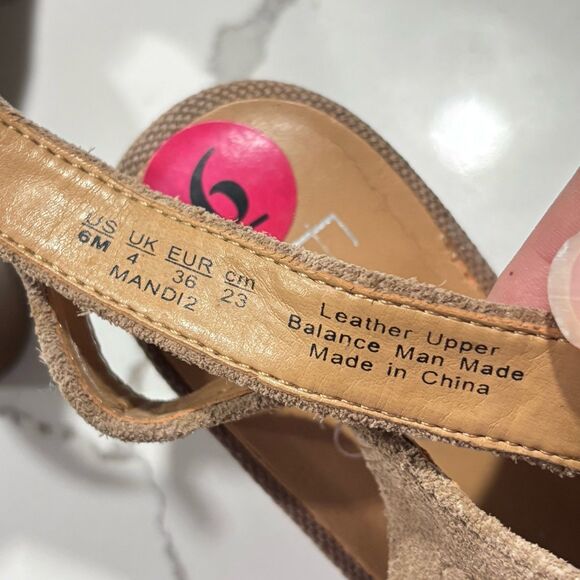 US UK EUR cm
6M 4 36 23
MANDI2
Leather Upper
Balance Man Made
Made in China